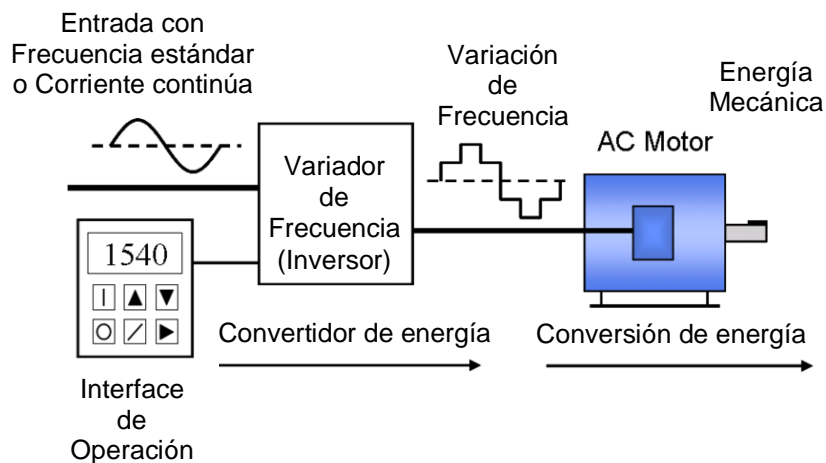 Entrada con
Frecuencia estándar
o Corriente continúa
Variación
de
Frecuencia
Energía
Mecánica
AC Motor
Variador
de
Frecuencia
(Inversor)
1540
Convertidor de energía
Conversión de energía
Interface
de
Operación